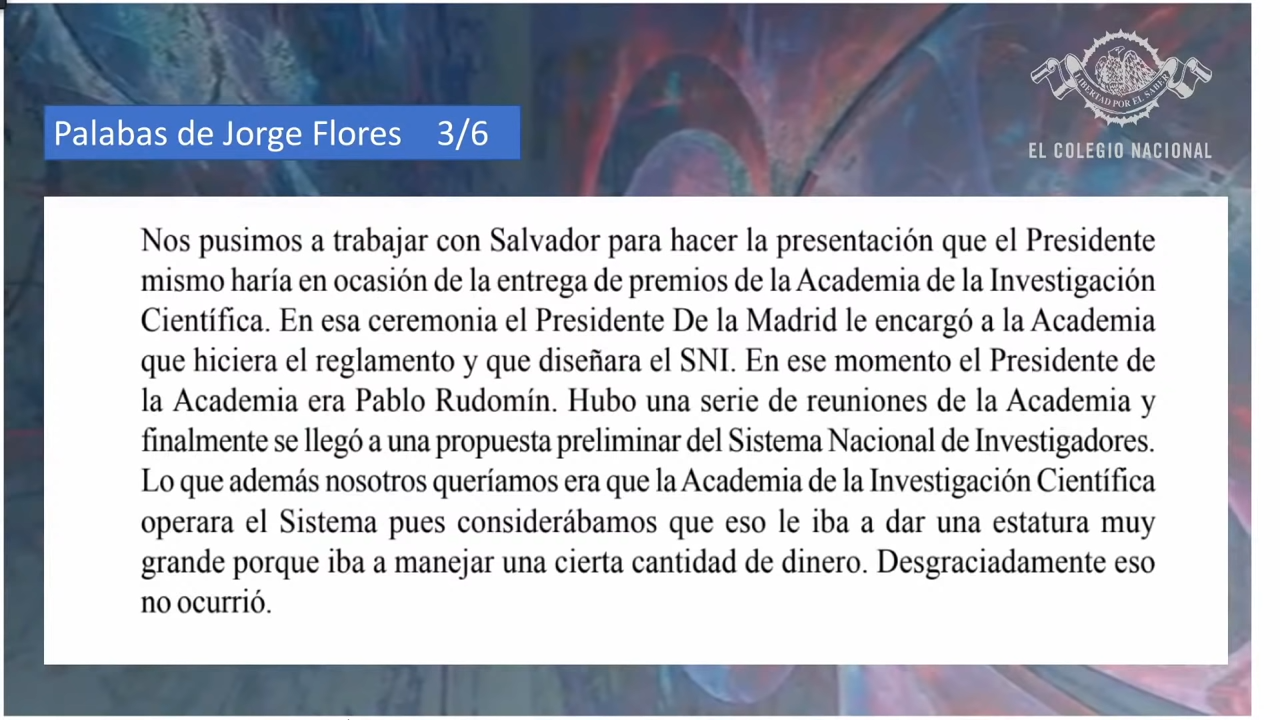 Palabas de Jorge Flores 3/6
LIBERTAD POR EL SABER
EL COLEGIO NACIONAL
Nos pusimos a trabajar con Salvador para hacer la presentación que el Presidente
mismo haría en ocasión de la entrega de premios de la Academia de la Investigación
Científica. En esa ceremonia el Presidente De la Madrid le encargó a la Academia
que hiciera el reglamento y que diseñara el SNI. En ese momento el Presidente de
la Academia era Pablo Rudomín. Hubo una serie de reuniones de la Academia y
finalmente se llegó a una propuesta preliminar del Sistema Nacional de Investigadores.
Lo que además nosotros queríamos era que la Academia de la Investigación Científica
operara el Sistema pues considerábamos que eso le iba a dar una estatura muy
grande porque iba a manejar una cierta cantidad de dinero. Desgraciadamente eso
no ocurrió.